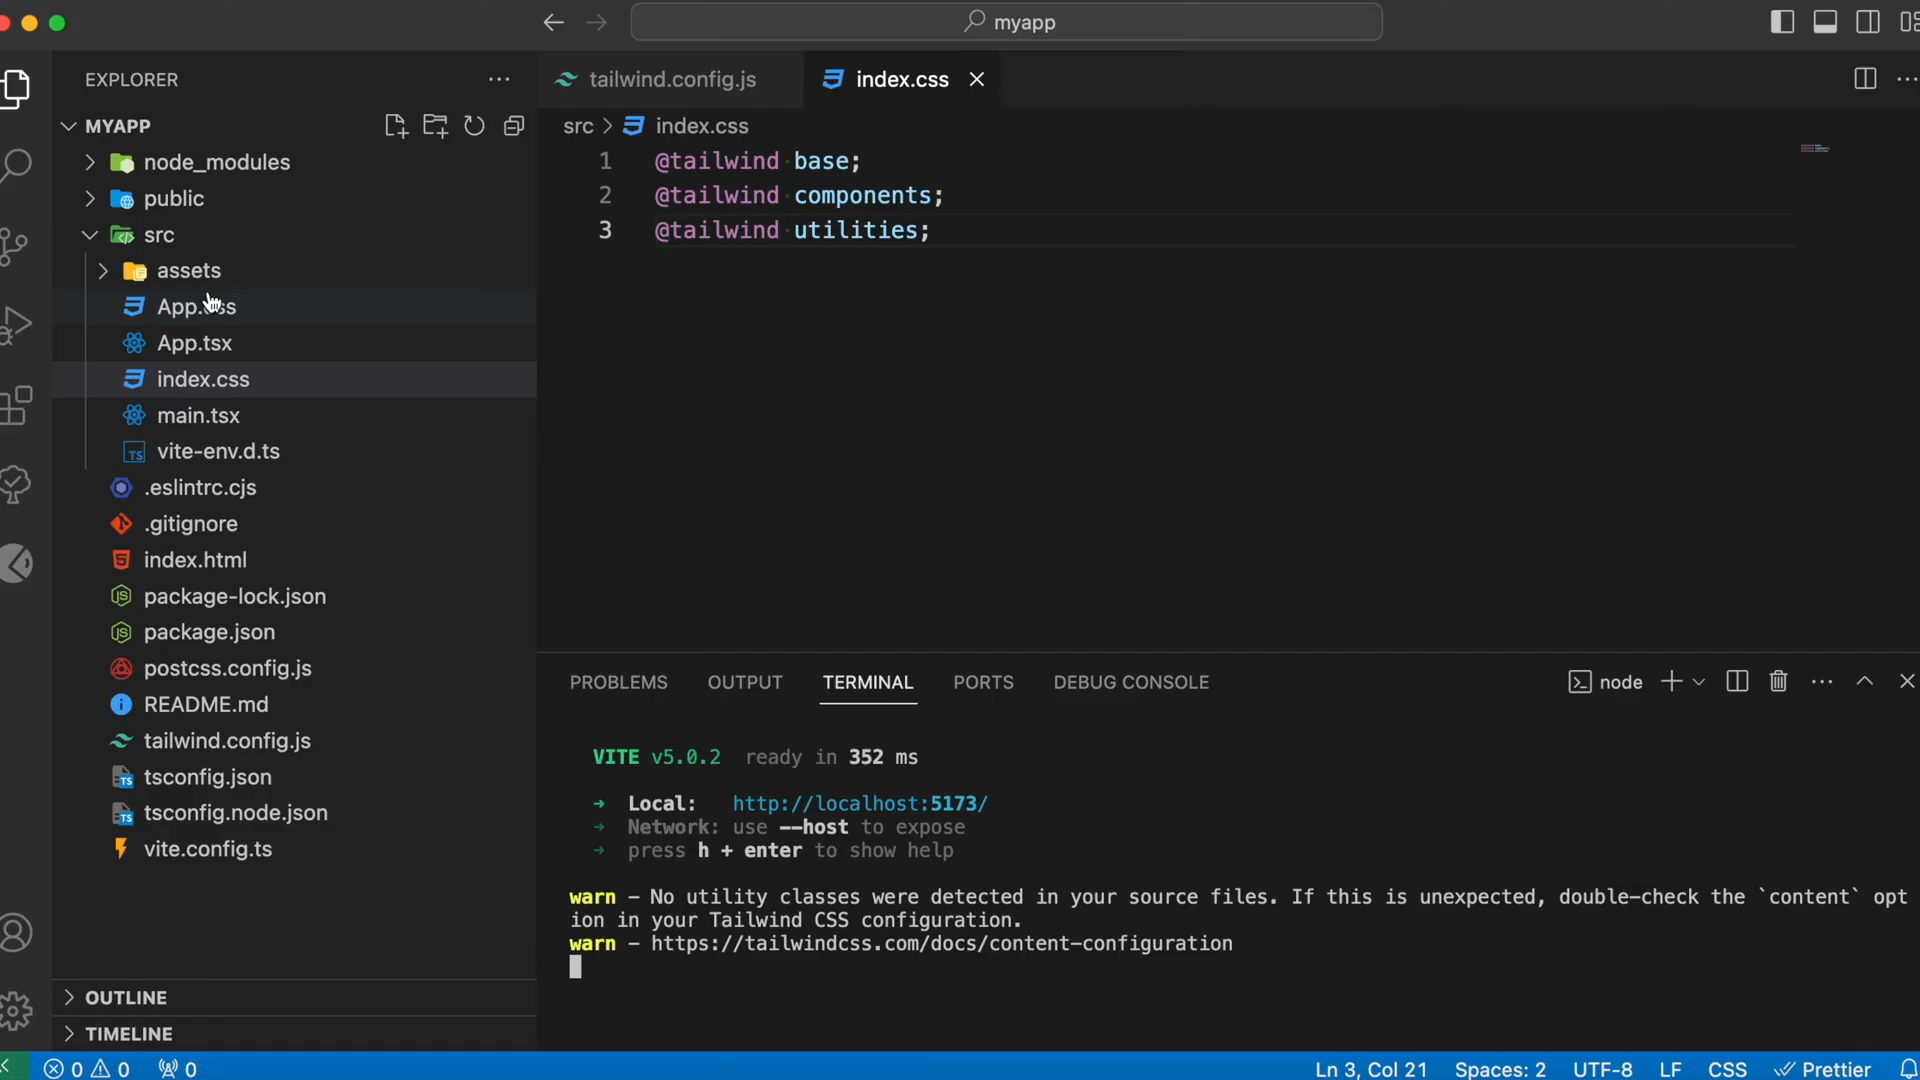 myapp
EXPLORER
MYAPP
node_modules
public
src
assets
App.css
App.tsx
index.css
main.tsx
vite-env.d.ts
.eslintrc.cjs
.gitignore
index.html
package-lock.json
package.json
postcss.config.js
README.md
tailwind.config.js
tsconfig.json
tsconfig.node.json
vite.config.ts
OUTLINE
TIMELINE
tailwind.config.js
index.css
src > index.css
1 @tailwind base;
2 @tailwind components;
3 @tailwind utilities;
PROBLEMS OUTPUT TERMINAL PORTS DEBUG CONSOLE
node
VITE v5.0.2 ready in 352 ms
➜ Local: http://localhost:5173/
➜ Network: use --host to expose
➜ press h + enter to show help
warn - No utility classes were detected in your source files. If this is unexpected, double-check the `content` opt
ion in your Tailwind CSS configuration.
warn - https://tailwindcss.com/docs/content-configuration
0 0 0
Ln 3, Col 21 Spaces: 2 UTF-8 LF CSS Prettier